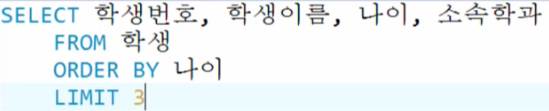 SELECT 학생번호, 학생이름, 나이, 소속학과
FROM 학생
ORDER BY 나이
LIMIT 3